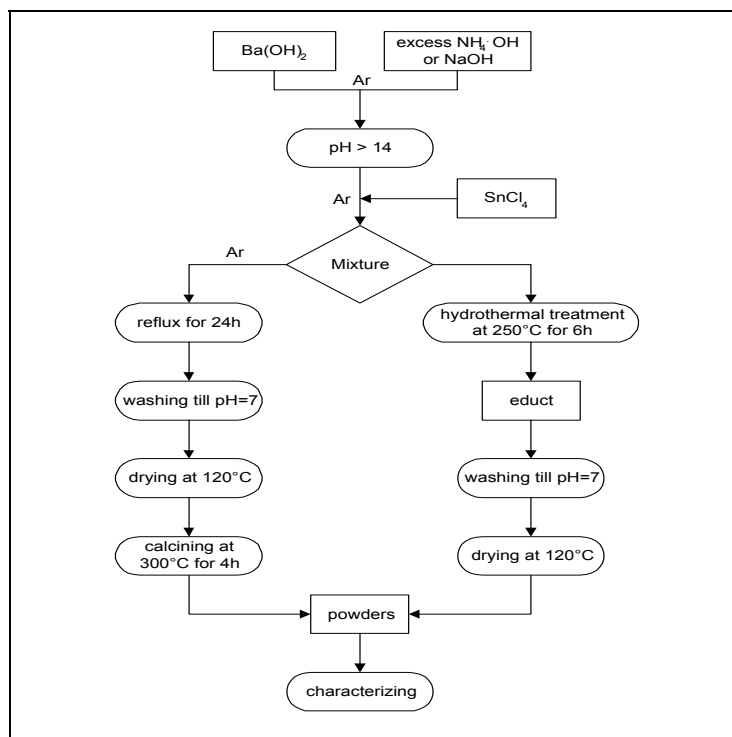 Ba(OH)₂
excess NH₄· OH
or NaOH
Ar
pH > 14
Ar
SnCl₄
Ar
Mixture
reflux for 24h
hydrothermal treatment
at 250°C for 6h
washing till pH=7
educt
drying at 120°C
washing till pH=7
calcining at
300°C for 4h
drying at 120°C
powders
characterizing